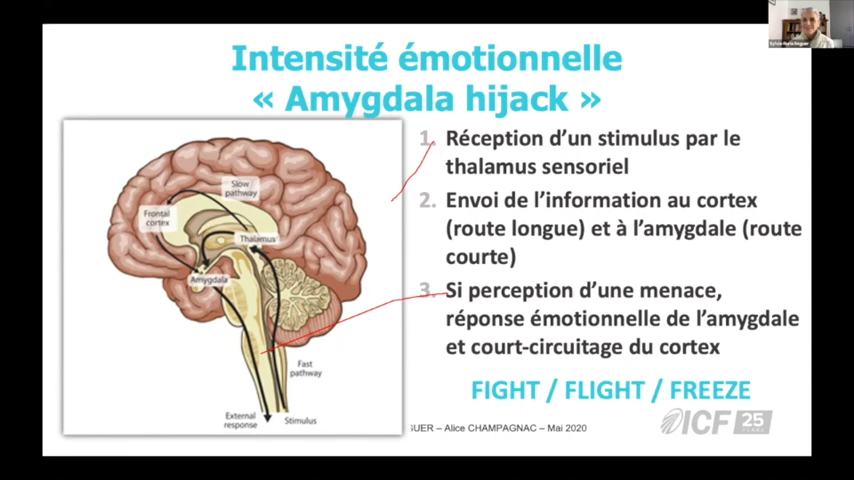 Intensité émotionnelle
« Amygdala hijack »
1. Réception d’un stimulus par le
thalamus sensoriel
2. Envoi de l’information au cortex
(route longue) et à l’amygdale (route
courte)
3. Si perception d’une menace,
réponse émotionnelle de l’amygdale
et court-circuitage du cortex
FIGHT / FLIGHT / FREEZE
Slow
pathway
Frontal
cortex
Thalamus
Amygdala
Fast
pathway
External
response
Stimulus
GUER – Alice CHAMPAGNAC – Mai 2020
ICF 25